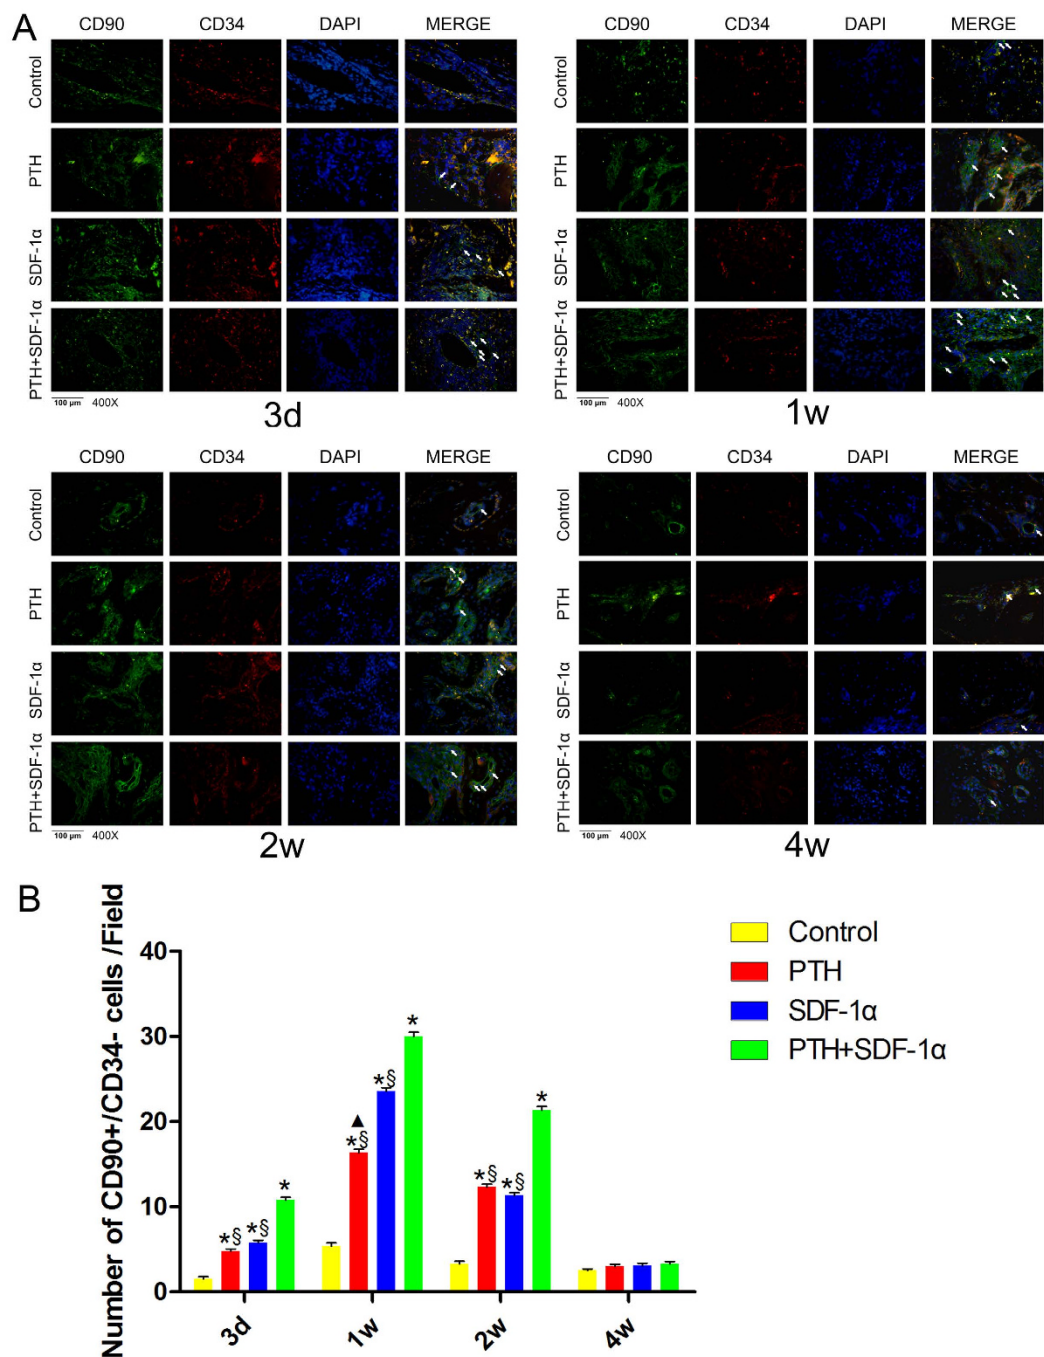 A
CD90 CD34 DAPI MERGE
Control
PTH
SDF-1α
PTH+SDF-1α
100 µm 400X
3d
CD90 CD34 DAPI MERGE
Control
PTH
SDF-1α
PTH+SDF-1α
100 µm 400X
1w
CD90 CD34 DAPI MERGE
Control
PTH
SDF-1α
PTH+SDF-1α
100 µm 400X
2w
CD90 CD34 DAPI MERGE
Control
PTH
SDF-1α
PTH+SDF-1α
100 µm 400X
4w
B
Number of CD90+/CD34- cells /Field
40
30
20
10
0
*§ *§ *
▲
*§ *§ *
*§ *§ *
3d 1w 2w 4w
Control
PTH
SDF-1α
PTH+SDF-1α